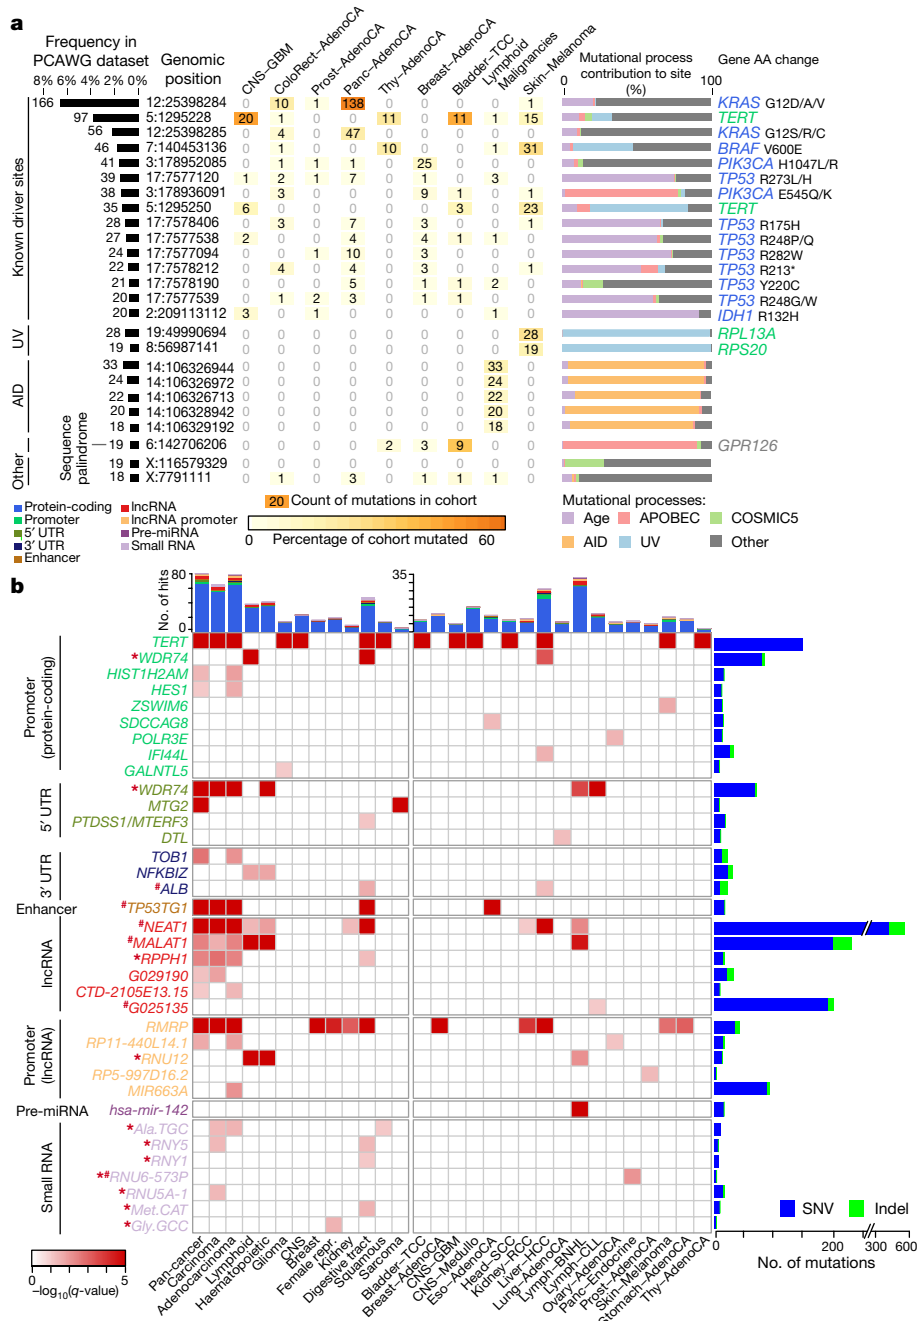 a
Frequency in PCAWG dataset
8% 6% 4% 2% 0%
Genomic position
CNS–GBM
ColoRect–AdenoCA
Prost–AdenoCA
Panc–AdenoCA
Thy–AdenoCA
Breast–AdenoCA
Bladder–TCC
Lymphoid Malignancies
Skin–Melanoma
Mutational process contribution to site (%)
0 100
Gene AA change
Known driver sites
166 12:25398284 0 10 1 138 0 0 0 0 1 KRAS G12D/A/V
97 5:1295228 20 1 0 0 11 0 11 1 15 TERT
56 12:25398285 0 4 0 47 0 0 0 0 0 KRAS G12S/R/C
46 7:140453136 0 1 0 0 10 0 0 1 31 BRAF V600E
41 3:178952085 0 1 1 1 0 25 0 0 0 PIK3CA H1047L/R
39 17:7577120 1 2 1 7 0 1 0 3 0 TP53 R273L/H
38 3:178936091 0 3 0 0 0 9 1 0 1 PIK3CA E545Q/K
35 5:1295250 6 0 0 0 0 0 3 0 23 TERT
28 17:7578406 0 3 0 7 0 3 0 0 1 TP53 R175H
27 17:7577538 2 0 0 4 0 4 1 1 0 TP53 R248P/Q
24 17:7577094 0 0 1 10 0 3 0 0 0 TP53 R282W
22 17:7578212 0 4 0 4 0 3 0 0 1 TP53 R213*
21 17:7578190 0 0 0 5 0 1 1 2 0 TP53 Y220C
20 17:7577539 0 1 2 3 0 1 1 0 0 TP53 R248G/W
20 2:209113112 3 0 1 0 0 0 0 1 0 IDH1 R132H
UV
28 19:49990694 0 0 0 0 0 0 0 0 28 RPL13A
19 8:56987141 0 0 0 0 0 0 0 0 19 RPS20
AID
33 14:106326944 0 0 0 0 0 0 0 33 0
24 14:106326972 0 0 0 0 0 0 0 24 0
22 14:106326713 0 0 0 0 0 0 0 22 0
20 14:106328942 0 0 0 0 0 0 0 20 0
18 14:106329192 0 0 0 0 0 0 0 18 0
Other
Sequence palindrome
19 6:142706206 0 0 0 0 2 3 9 0 0 GPR126
19 X:116579329 0 0 0 0 0 0 0 0 0
18 X:7791111 0 1 0 3 0 1 1 1 0
Protein-coding
Promoter
5′ UTR
3′ UTR
Enhancer
lncRNA
lncRNA promoter
Pre-miRNA
Small RNA
20 Count of mutations in cohort
0 Percentage of cohort mutated 60
Mutational processes:
Age APOBEC COSMIC5
AID UV Other
b
No. of hits
80
0
35
0
Promoter (protein-coding)
TERT
*WDR74
HIST1H2AM
HES1
ZSWIM6
SDCCAG8
POLR3E
IFI44L
GALNTL5
5′ UTR
*WDR74
MTG2
PTDSS1/MTERF3
DTL
3′ UTR
TOB1
NFKBIZ
#ALB
Enhancer
#TP53TG1
lncRNA
#NEAT1
#MALAT1
*RPPH1
G029190
CTD-2105E13.15
#G025135
Promoter (lncRNA)
RMRP
RP11-440L14.1
*RNU12
RP5-997D16.2
MIR663A
Pre-miRNA
hsa-mir-142
Small RNA
*Ala.TGC
*RNY5
*RNY1
*#RNU6-573P
*RNU5A-1
*Met.CAT
*Gly.GCC
Pan-cancer
Carcinoma
Adenocarcinoma
Lymphoid
Haematopoietic
Glioma
CNS
Breast
Female repr.
Kidney
Digestive tract
Squamous
Sarcoma
Bladder–TCC
Breast–AdenoCA
CNS–GBM
CNS–Medullo
Eso–AdenoCA
Head–SCC
Kidney–RCC
Liver–HCC
Lung–AdenoCA
Lymph–BNHL
Lymph–CLL
Ovary–AdenoCA
Panc–Endocrine
Prost–AdenoCA
Skin–Melanoma
Stomach–AdenoCA
Thy–AdenoCA
0 5
−log10(q-value)
SNV Indel
0 200 300 600
No. of mutations